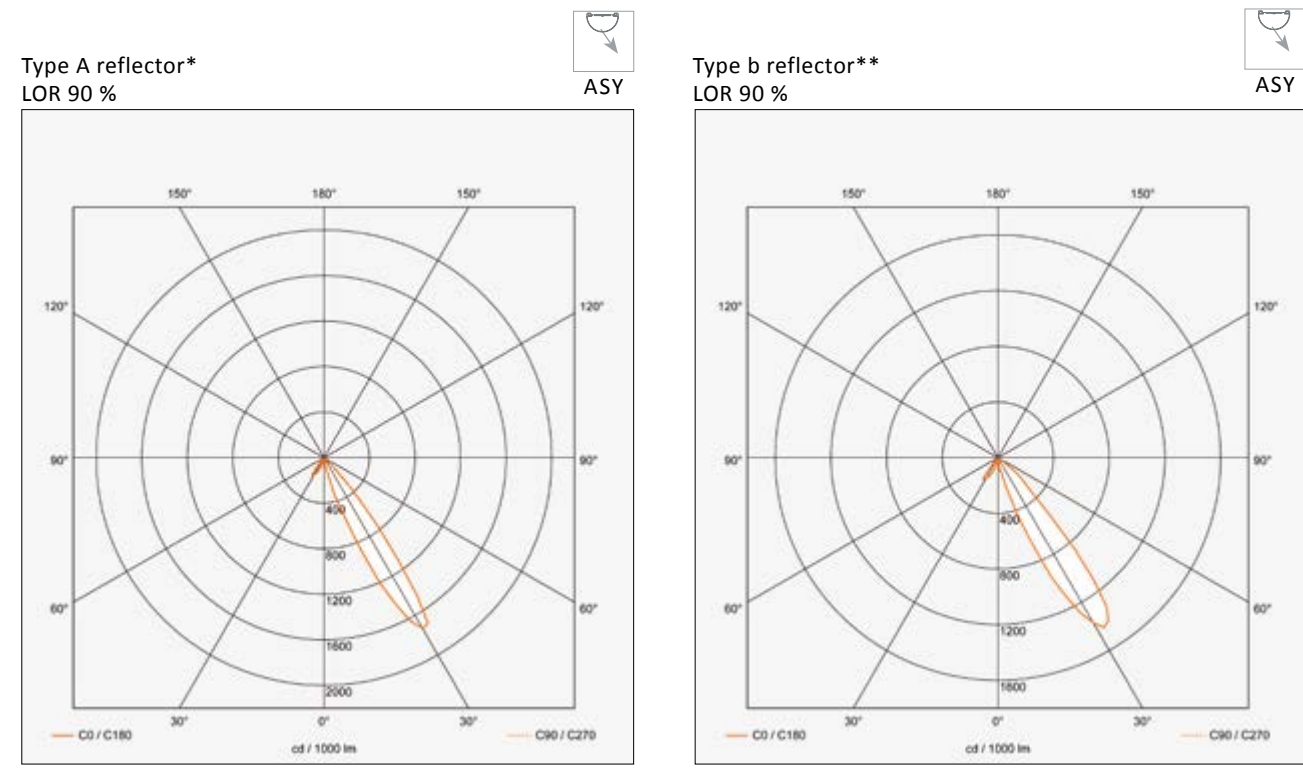 Type A reflector*
LOR 90 %
ASY
150° 180° 150°
120° 120°
90° 90°
400
800
60° 60°
1200
1600
2000
30° 0° 30°
C0 / C180 C90 / C270
cd / 1000 lm
Type b reflector**
LOR 90 %
ASY
150° 180° 150°
120° 120°
90° 90°
400
800
60° 60°
1200
1600
30° 0° 30°
C0 / C180 C90 / C270
cd / 1000 lm